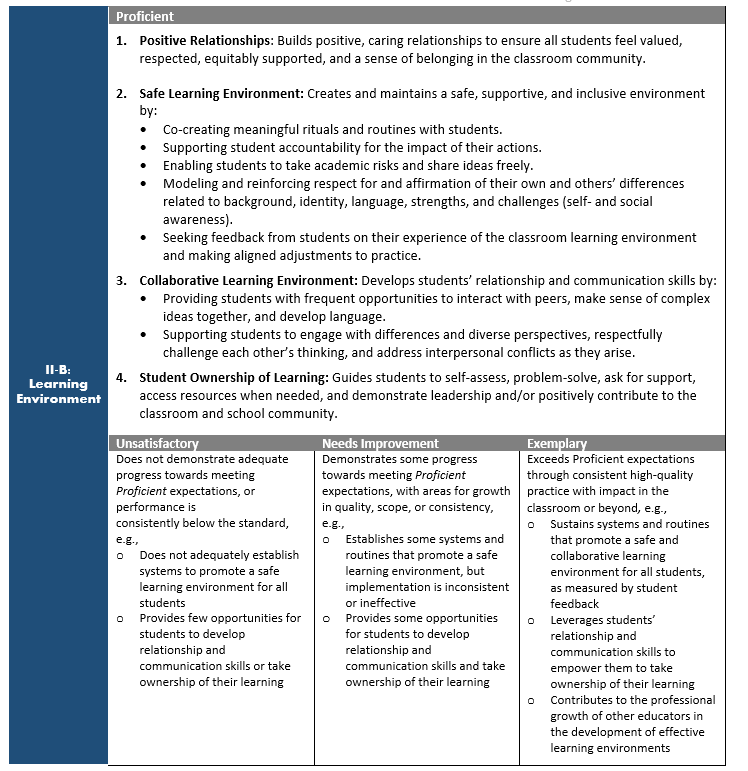 Proficient
1. Positive Relationships: Builds positive, caring relationships to ensure all students feel valued,
respected, equitably supported, and a sense of belonging in the classroom community.
2. Safe Learning Environment: Creates and maintains a safe, supportive, and inclusive environment
by:
• Co-creating meaningful rituals and routines with students.
• Supporting student accountability for the impact of their actions.
• Enabling students to take academic risks and share ideas freely.
• Modeling and reinforcing respect for and affirmation of their own and others’ differences
related to background, identity, language, strengths, and challenges (self- and social
awareness).
• Seeking feedback from students on their experience of the classroom learning environment
and making aligned adjustments to practice.
3. Collaborative Learning Environment: Develops students’ relationship and communication skills by:
• Providing students with frequent opportunities to interact with peers, make sense of complex
ideas together, and develop language.
• Supporting students to engage with differences and diverse perspectives, respectfully
challenge each other’s thinking, and address interpersonal conflicts as they arise.
4. Student Ownership of Learning: Guides students to self-assess, problem-solve, ask for support,
access resources when needed, and demonstrate leadership and/or positively contribute to the
classroom and school community.
II-B:
Learning
Environment
Unsatisfactory
Does not demonstrate adequate
progress towards meeting
Proficient expectations, or
performance is
consistently below the standard,
e.g.,
o Does not adequately establish
systems to promote a safe
learning environment for all
students
o Provides few opportunities for
students to develop
relationship and
communication skills or take
ownership of their learning
Needs Improvement
Demonstrates some progress
towards meeting Proficient
expectations, with areas for growth
in quality, scope, or consistency,
e.g.,
o Establishes some systems and
routines that promote a safe
learning environment, but
implementation is inconsistent
or ineffective
o Provides some opportunities
for students to develop
relationship and
communication skills and take
ownership of their learning
Exemplary
Exceeds Proficient expectations
through consistent high-quality
practice with impact in the
classroom or beyond, e.g.,
o Sustains systems and routines
that promote a safe and
collaborative learning
environment for all students,
as measured by student
feedback
o Leverages students’
relationship and
communication skills to
empower them to take
ownership of their learning
o Contributes to the professional
growth of other educators in
the development of effective
learning environments